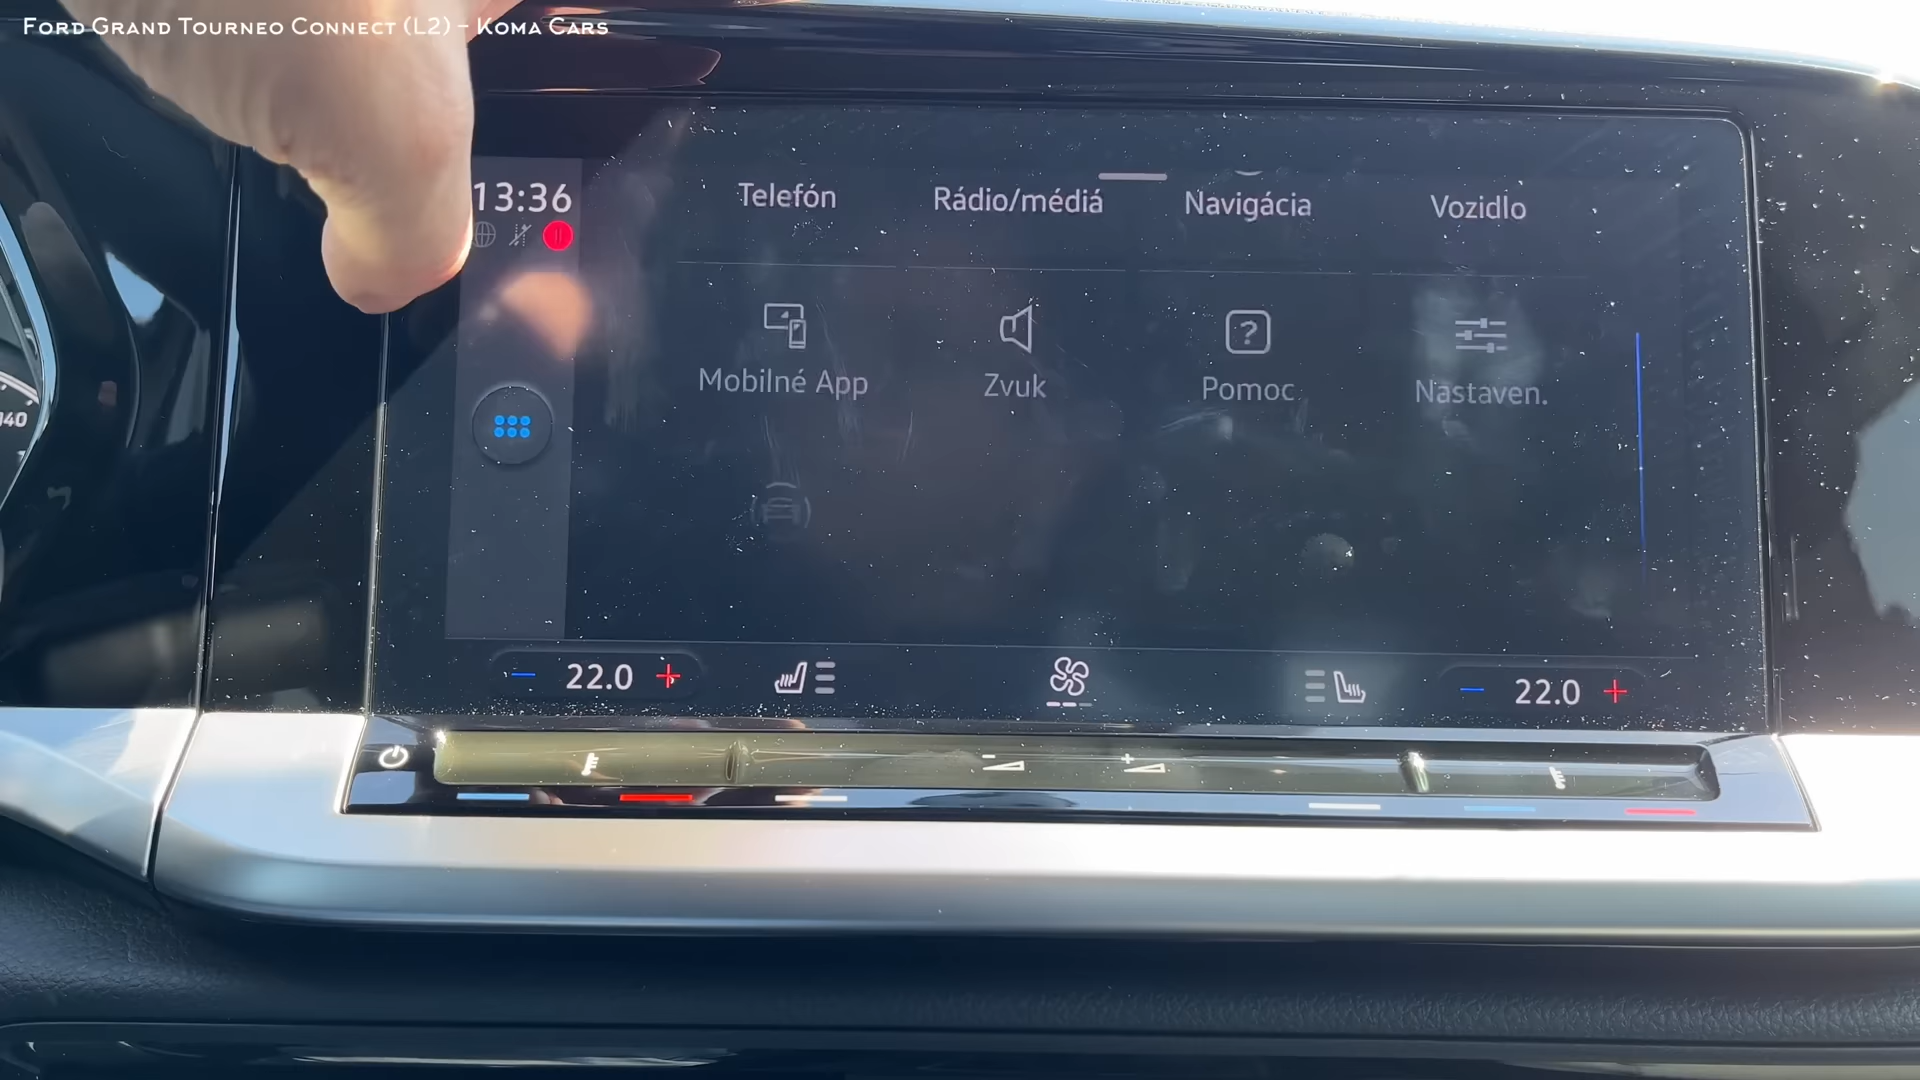 Ford Grand Tourneo Connect (L2) – Koma Cars
13:36
Telefón
Rádio/médiá
Navigácia
Vozidlo
Mobilné App
Zvuk
Pomoc
Nastaven.
140
22.0
22.0